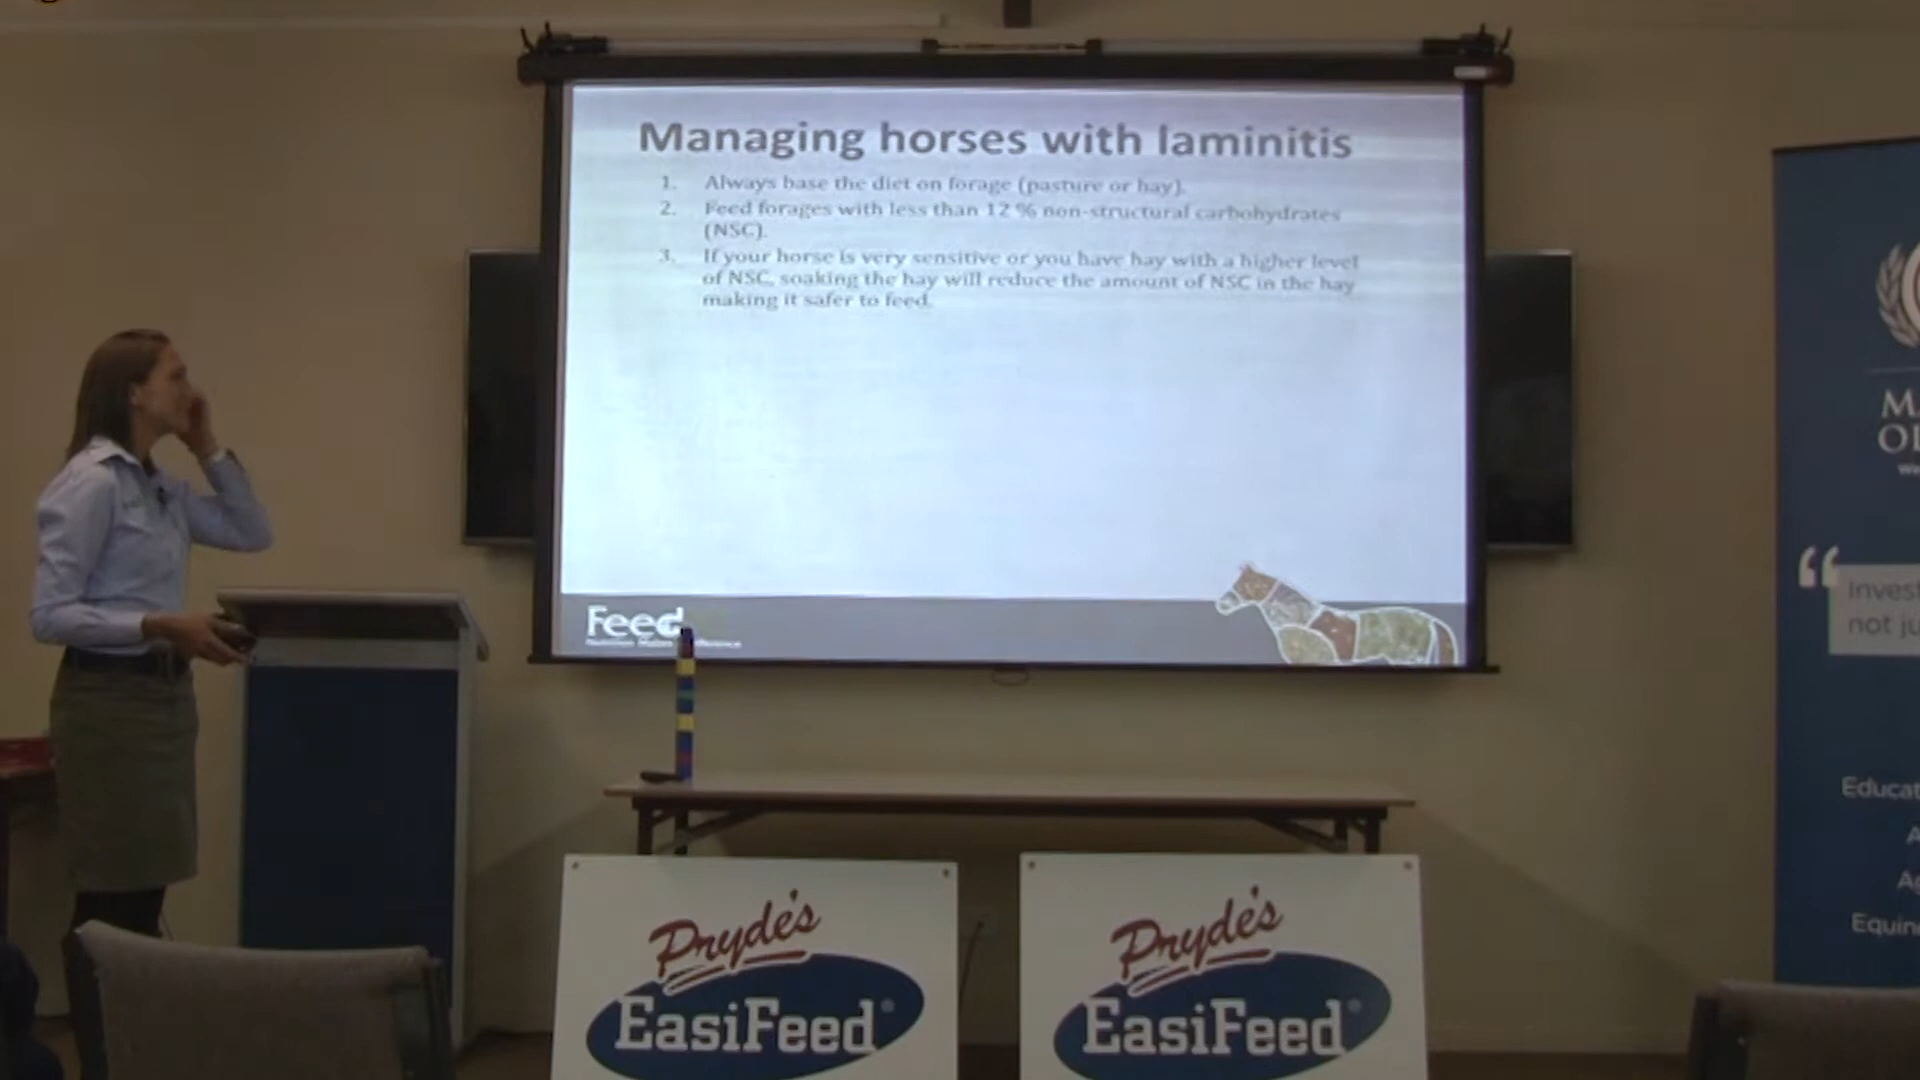 Managing horses with laminitis
1. Always base the diet on forage (pasture or hay).
2. Feed forages with less than 12 % non-structural carbohydrates
(NSC).
3. If your horse is very sensitive or you have hay with a higher level
of NSC, soaking the hay will reduce the amount of NSC in the hay
making it safer to feed.
Feed
Pryde's
EasiFeed®
Pryde's
EasiFeed®
“
Invest
not ju
Educat
A
Equin